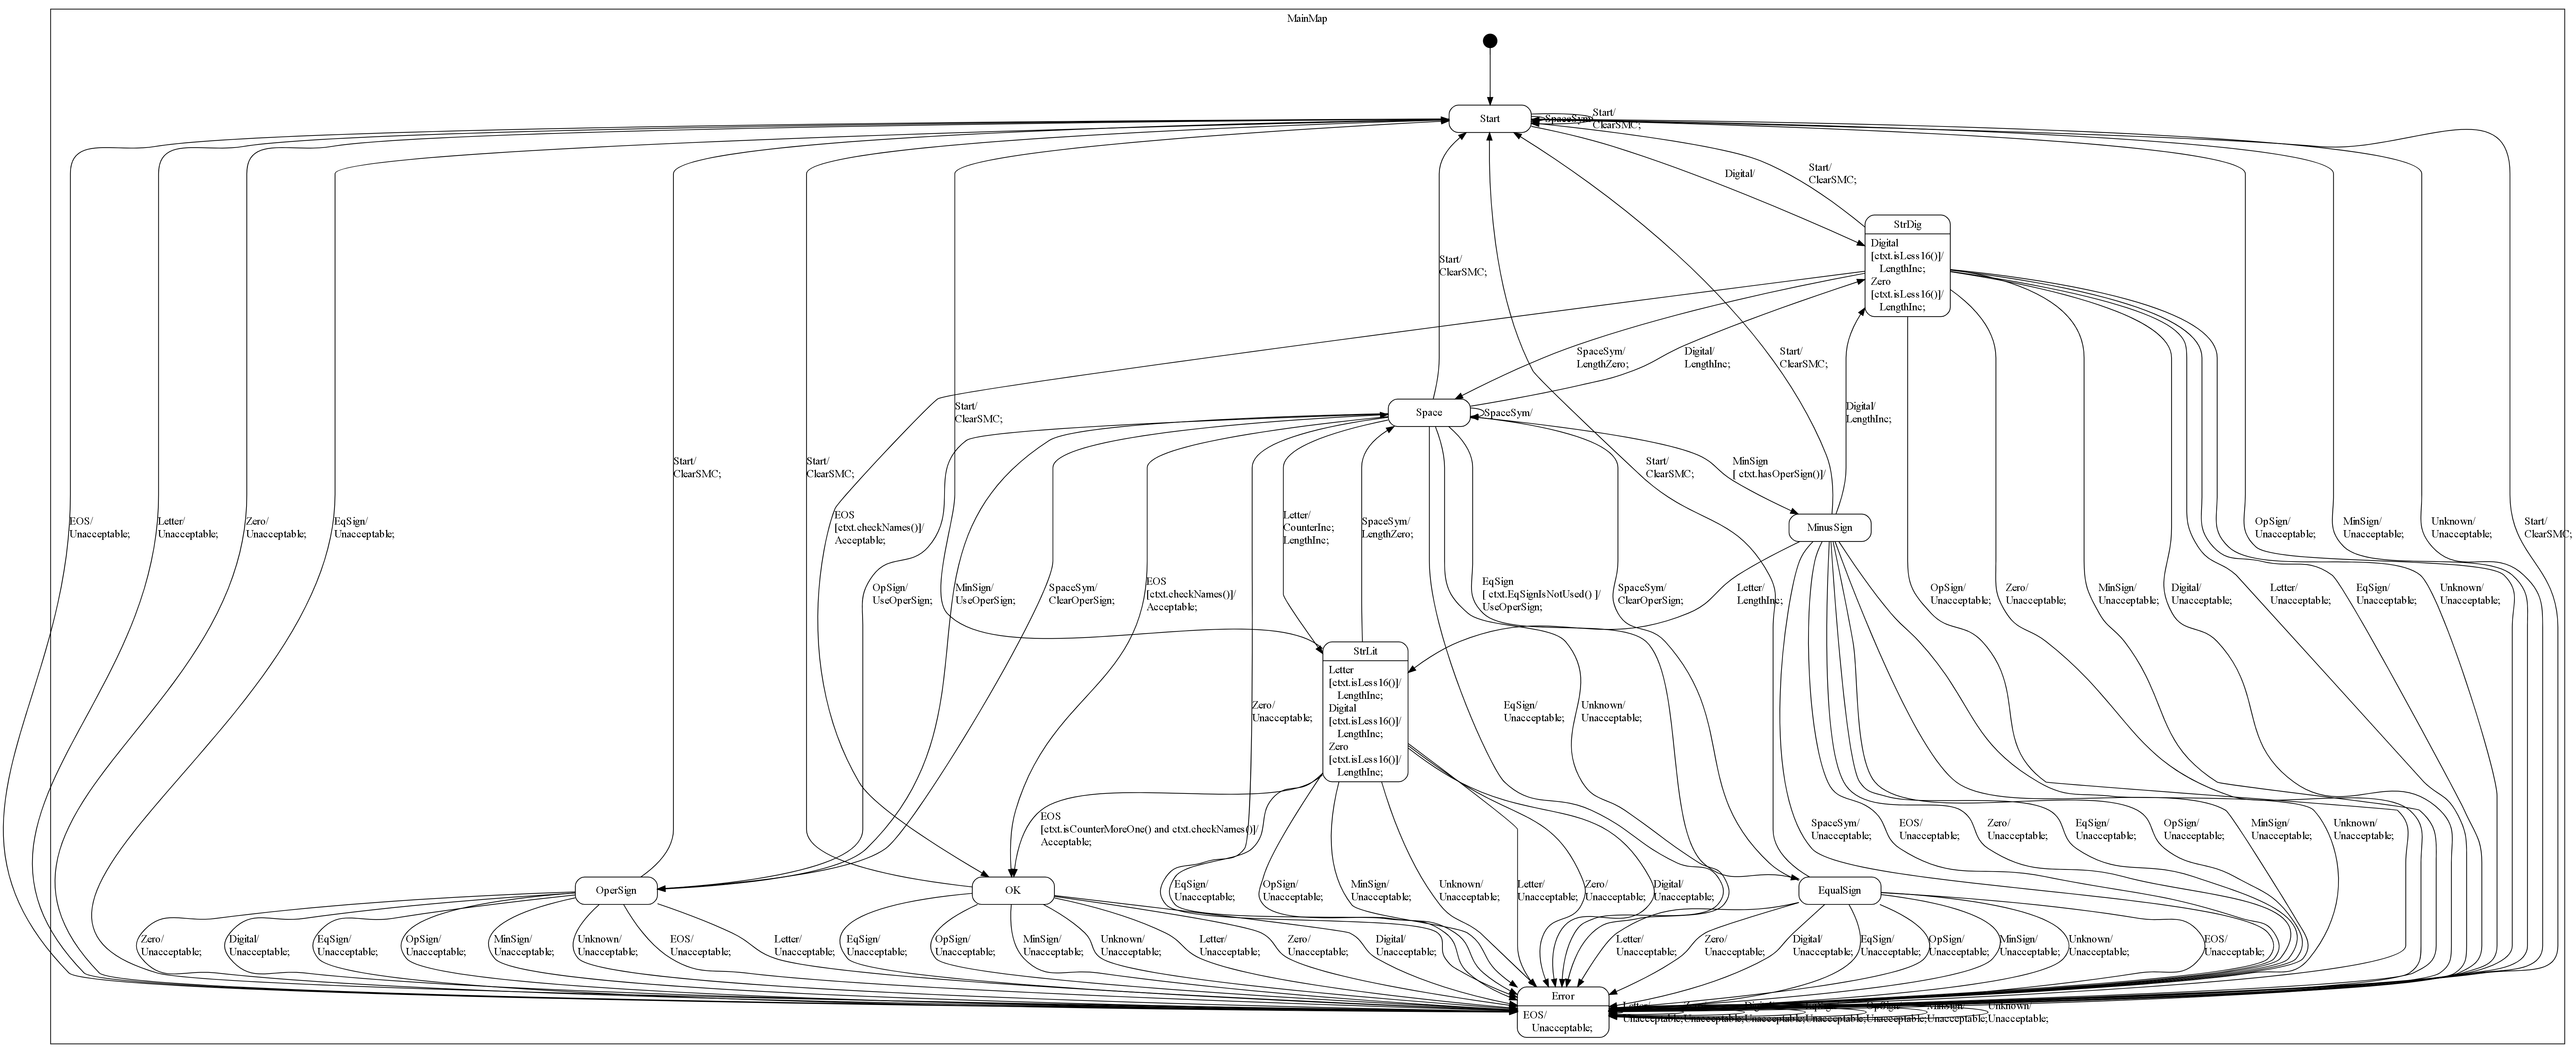 MainMap
Start
SpaceSym/
Start/
ClearSMC;
Digital/
Start/
ClearSMC;
StrDig
Digital
[ctxt.isLess16()]/
LengthInc;
Zero
[ctxt.isLess16()]/
LengthInc;
Start/
ClearSMC;
SpaceSym/
LengthZero;
Digital/
LengthInc;
Start/
ClearSMC;
Start/
ClearSMC;
Space
SpaceSym/
Digital/
LengthInc;
Start/
ClearSMC;
Start/
ClearSMC;
Start/
ClearSMC;
MinSign
[ ctxt.hasOperSign()]/
EOS/
Unacceptable;
Letter/
Unacceptable;
Zero/
Unacceptable;
EqSign/
Unacceptable;
EOS
[ctxt.checkNames()]/
Acceptable;
Letter/
CounterInc;
LengthInc;
SpaceSym/
LengthZero;
MinusSign
OpSign/
Unacceptable;
MinSign/
Unacceptable;
Unknown/
Unacceptable;
Start/
ClearSMC;
OpSign/
UseOperSign;
MinSign/
UseOperSign;
SpaceSym/
ClearOperSign;
EOS
[ctxt.checkNames()]/
Acceptable;
EqSign
[ ctxt.EqSignIsNotUsed() ]/
UseOperSign;
SpaceSym/
ClearOperSign;
Letter/
LengthInc;
OpSign/
Unacceptable;
Zero/
Unacceptable;
MinSign/
Unacceptable;
Digital/
Unacceptable;
Letter/
Unacceptable;
EqSign/
Unacceptable;
Unknown/
Unacceptable;
StrLit
Letter
[ctxt.isLess16()]/
LengthInc;
Digital
[ctxt.isLess16()]/
LengthInc;
Zero
[ctxt.isLess16()]/
LengthInc;
Zero/
Unacceptable;
EqSign/
Unacceptable;
Unknown/
Unacceptable;
EOS
[ctxt.isCounterMoreOne() and ctxt.checkNames()]/
Acceptable;
SpaceSym/
Unacceptable;
EOS/
Unacceptable;
Zero/
Unacceptable;
EqSign/
Unacceptable;
OpSign/
Unacceptable;
MinSign/
Unacceptable;
Unknown/
Unacceptable;
OperSign
OK
EqSign/
Unacceptable;
OpSign/
Unacceptable;
MinSign/
Unacceptable;
Unknown/
Unacceptable;
Letter/
Unacceptable;
Zero/
Unacceptable;
Digital/
Unacceptable;
EqualSign
Zero/
Unacceptable;
Digital/
Unacceptable;
EqSign/
Unacceptable;
OpSign/
Unacceptable;
MinSign/
Unacceptable;
Unknown/
Unacceptable;
EOS/
Unacceptable;
Letter/
Unacceptable;
EqSign/
Unacceptable;
OpSign/
Unacceptable;
MinSign/
Unacceptable;
Unknown/
Unacceptable;
Letter/
Unacceptable;
Zero/
Unacceptable;
Digital/
Unacceptable;
Letter/
Unacceptable;
Zero/
Unacceptable;
Digital/
Unacceptable;
EqSign/
Unacceptable;
OpSign/
Unacceptable;
MinSign/
Unacceptable;
Unknown/
Unacceptable;
EOS/
Unacceptable;
Error
EOS/
Unacceptable;
Letter/
Unacceptable;
Unacceptable;
Unacceptable;
Unacceptable;
OpSign/
Unacceptable;
MinSign/
Unacceptable;
Unknown/
Unacceptable;